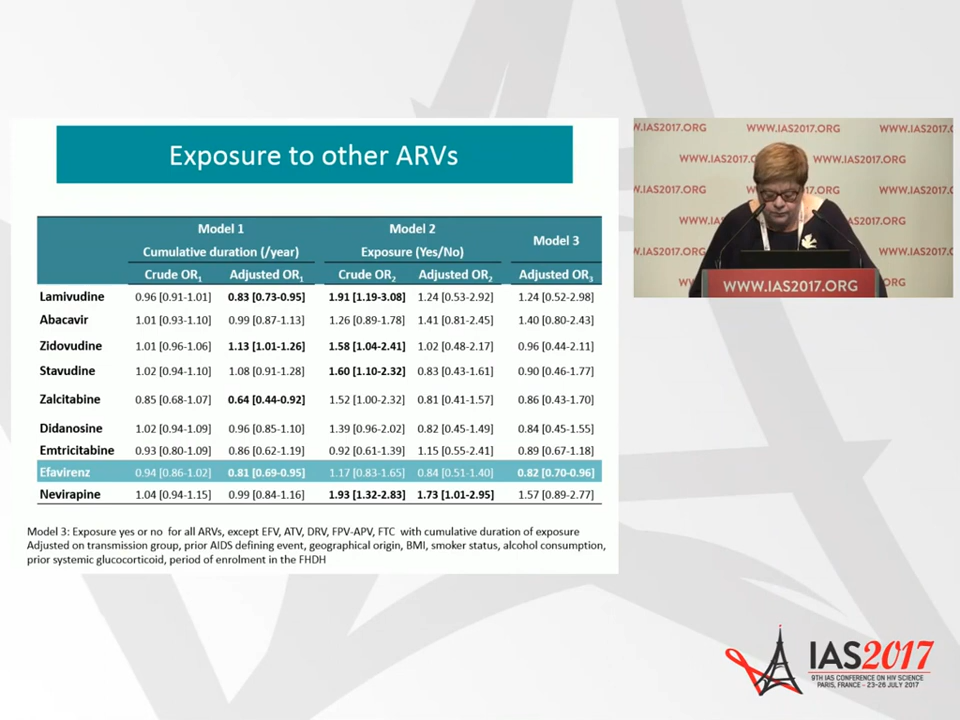 Exposure to other ARVs
Model 1 Model 2 Model 3
Cumulative duration (/year) Exposure (Yes/No)
Crude OR1 Adjusted OR1 Crude OR2 Adjusted OR2 Adjusted OR3
Lamivudine 0.96 [0.91-1.01] 0.83 [0.73-0.95] 1.91 [1.19-3.08] 1.24 [0.53-2.92] 1.24 [0.52-2.98]
Abacavir 1.01 [0.93-1.10] 0.99 [0.87-1.13] 1.26 [0.89-1.78] 1.41 [0.81-2.45] 1.40 [0.80-2.43]
Zidovudine 1.01 [0.96-1.06] 1.13 [1.01-1.26] 1.58 [1.04-2.41] 1.02 [0.48-2.17] 0.96 [0.44-2.11]
Stavudine 1.02 [0.94-1.10] 1.08 [0.91-1.28] 1.60 [1.10-2.32] 0.83 [0.43-1.61] 0.90 [0.46-1.77]
Zalcitabine 0.85 [0.68-1.07] 0.64 [0.44-0.92] 1.52 [1.00-2.32] 0.81 [0.41-1.57] 0.86 [0.43-1.70]
Didanosine 1.02 [0.94-1.09] 0.96 [0.85-1.10] 1.39 [0.96-2.02] 0.82 [0.45-1.49] 0.84 [0.45-1.55]
Emtricitabine 0.93 [0.80-1.09] 0.86 [0.62-1.19] 0.92 [0.61-1.39] 1.15 [0.55-2.41] 0.89 [0.67-1.18]
Efavirenz 0.94 [0.86-1.02] 0.81 [0.69-0.95] 1.17 [0.83-1.65] 0.84 [0.51-1.40] 0.82 [0.70-0.96]
Nevirapine 1.04 [0.94-1.15] 0.99 [0.84-1.16] 1.93 [1.32-2.83] 1.73 [1.01-2.95] 1.57 [0.89-2.77]
Model 3: Exposure yes or no for all ARVs, except EFV, ATV, DRV, FPV-APV, FTC with cumulative duration of exposure
Adjusted on transmission group, prior AIDS defining event, geographical origin, BMI, smoker status, alcohol consumption,
prior systemic glucocorticoid, period of enrolment in the FHDH
W.IAS2017.ORG WWW.IAS2017.ORG WWW.IAS2017.O
WWW.IAS2017.O WWW.IAS2017.ORG
W.IAS2017.ORG 17.ORG WWW.IAS2017.O
WWW.IA AS2017.ORG
W.IAS2017.ORG WWW.IAS2017.O
WWW.IAS2017.ORG
IAS2017
9TH IAS CONFERENCE ON HIV SCIENCE
PARIS, FRANCE - 23-26 JULY 2017